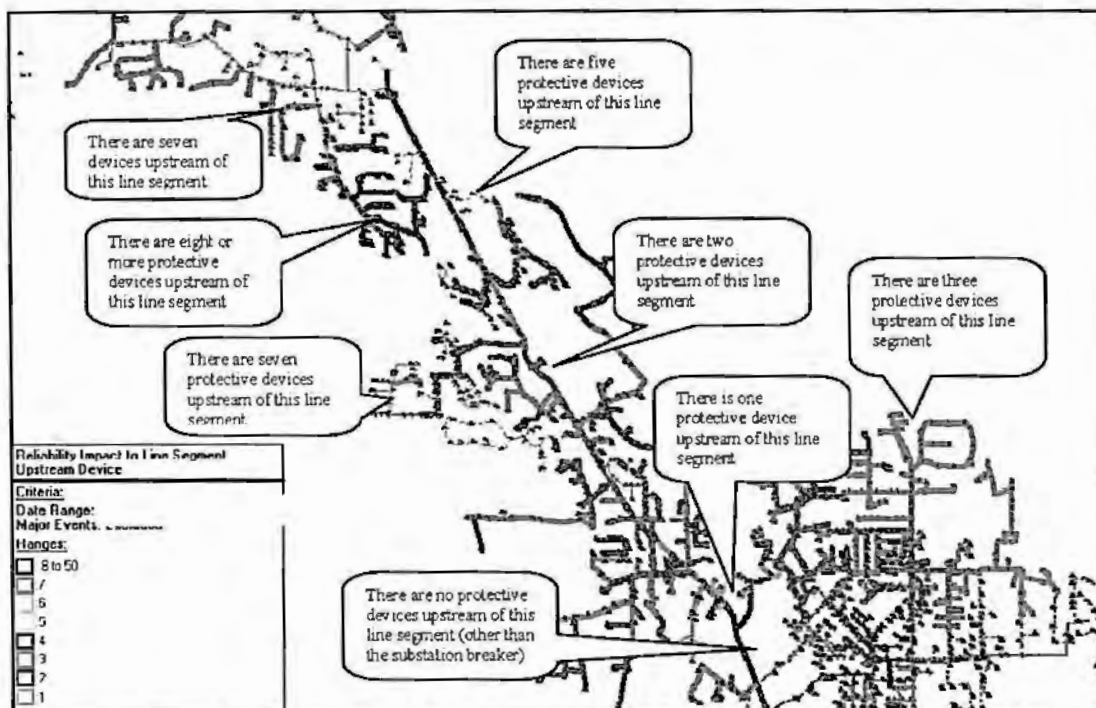 There are five
protective devices
upstream of this line
segment
There are seven
devices upstream of
this line segment
There are eight or
more protective
devices upstream of
this line segment
There are two
protective devices
upstream of this line
segment
There are three
protective devices
upstream of this line
segment
There are seven
protective devices
upstream of this line
segment
There is one
protective device
upstream of this line
segment
There are no protective
devices upstream of this
line segment (other than
the substation breaker)
Reliability Impact to Line Segment
Upstream Device
Criteria:
Date Range:
Major Events:
Ranges:
8 to 50
7
6
5
4
3
2
1